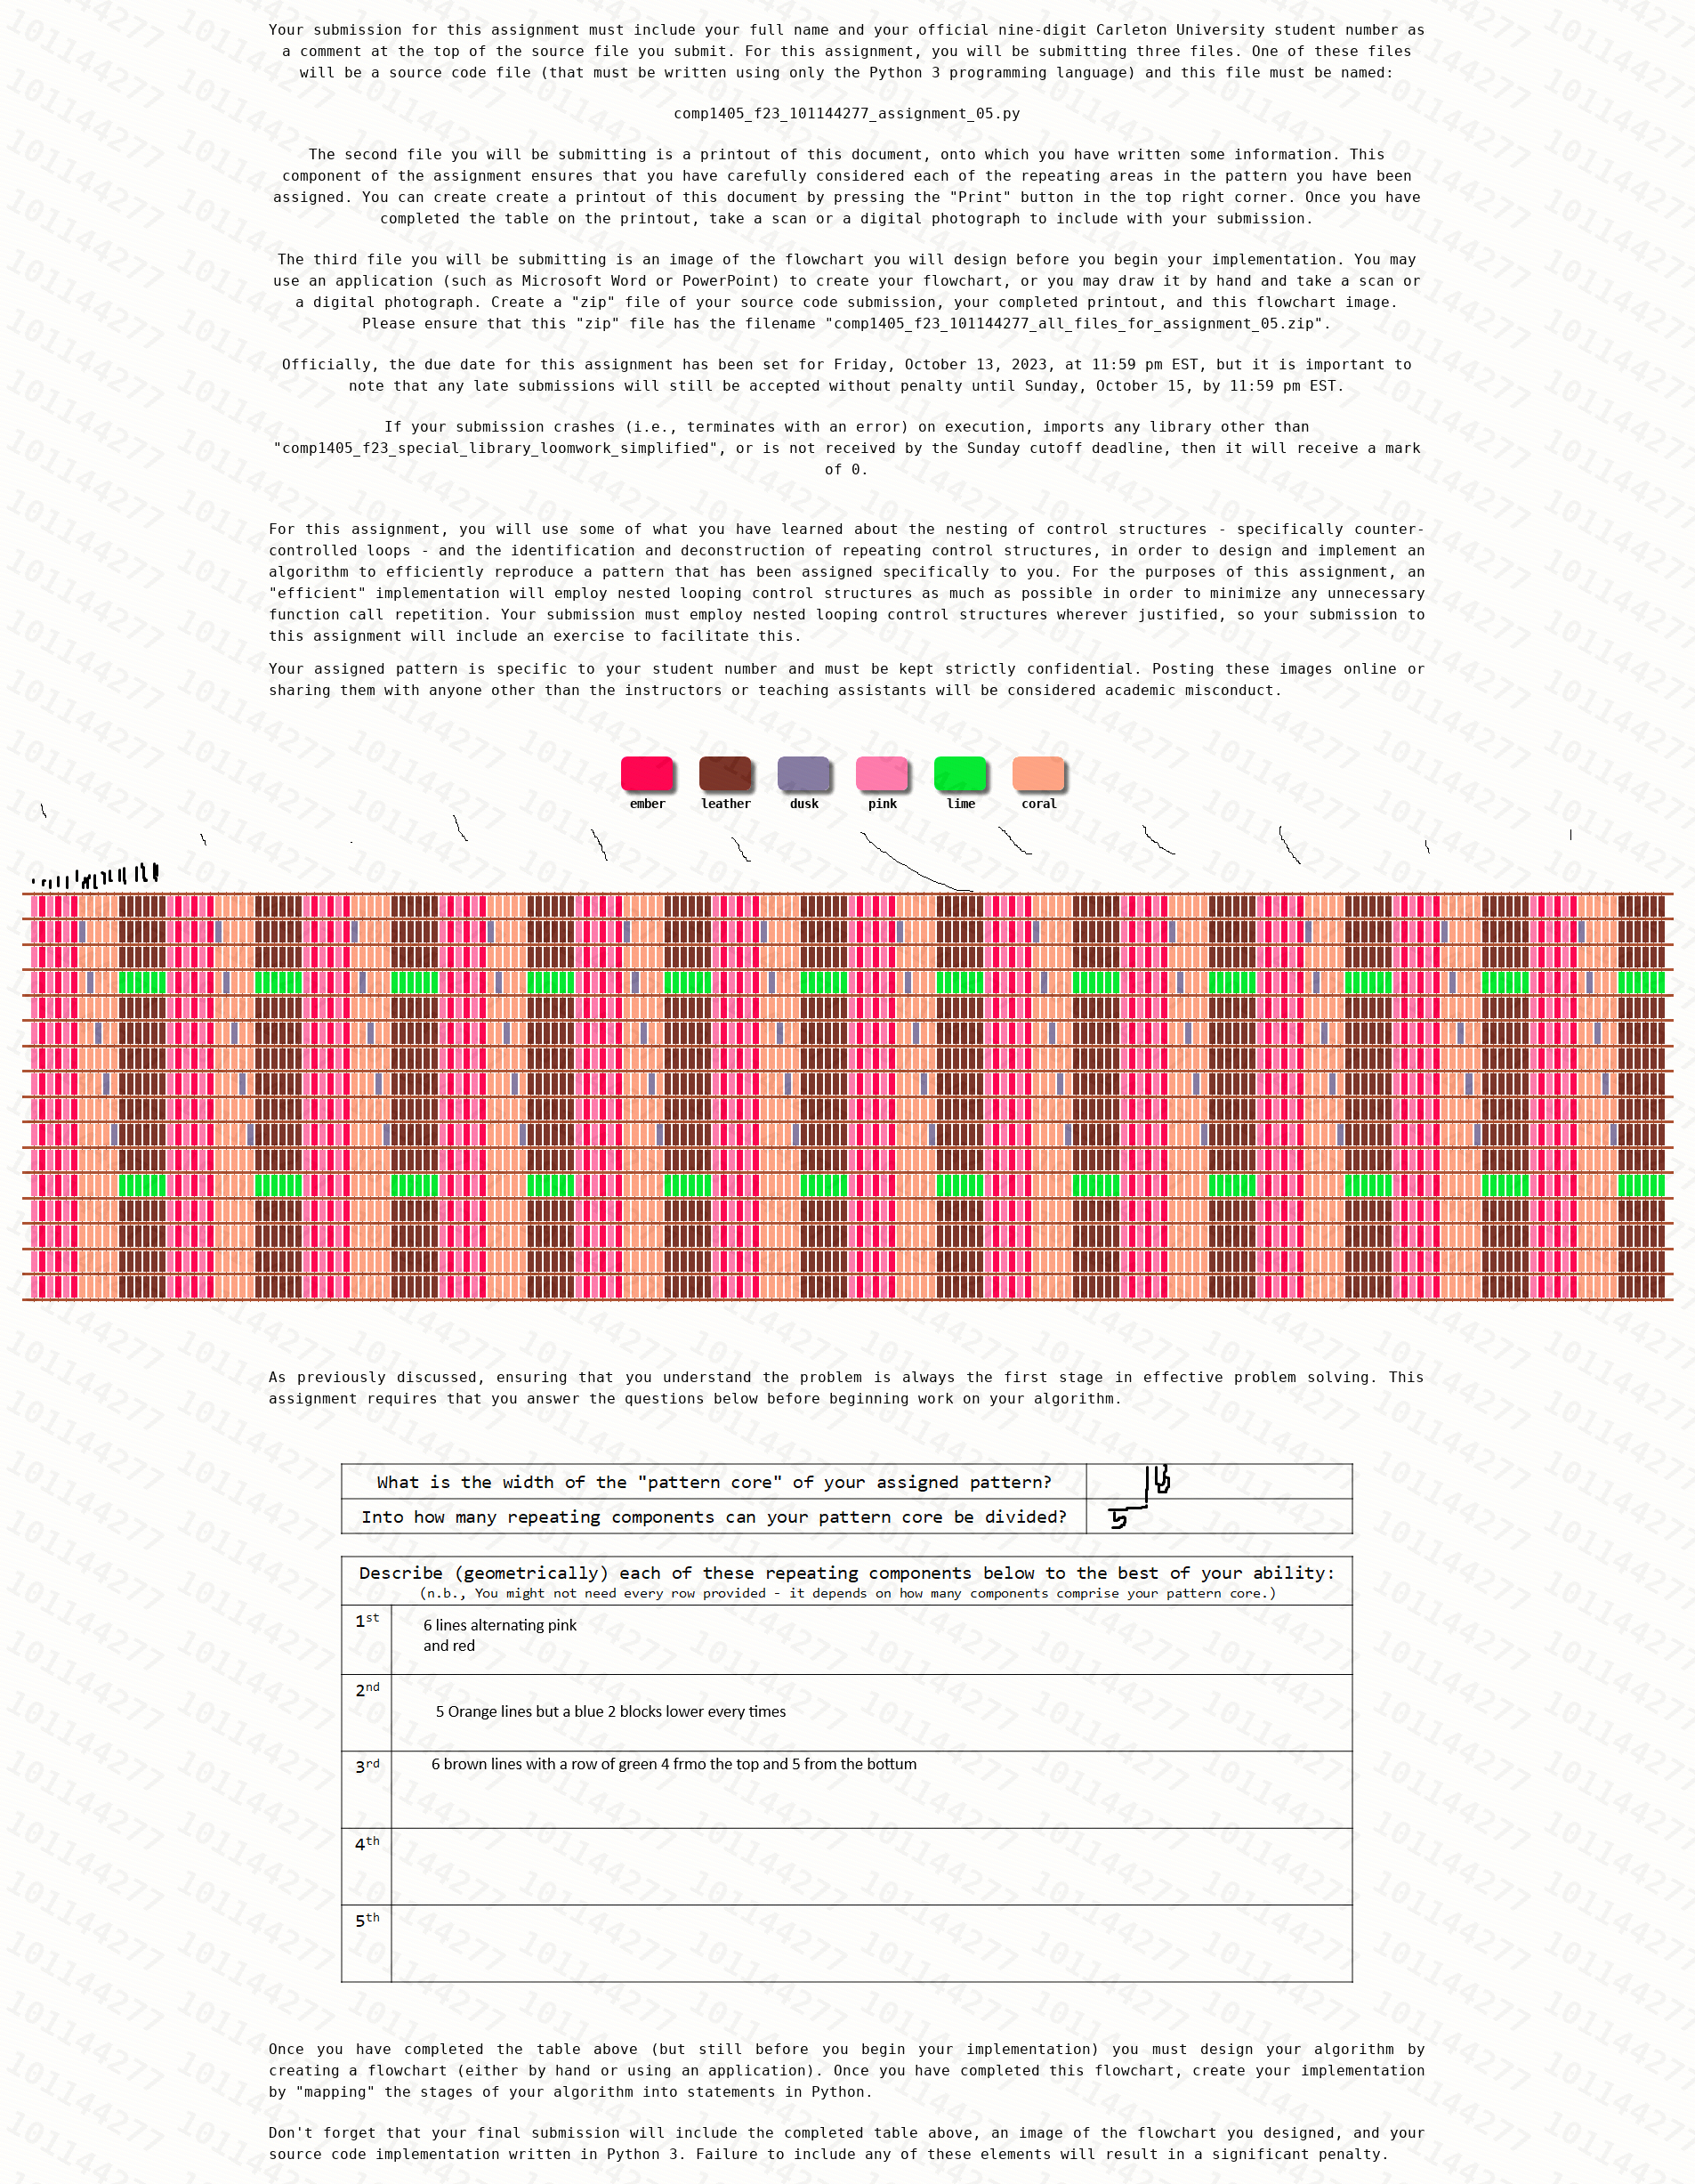 Your submission for this assignment must include your full name and your official nine-digit Carleton University student number as
a comment at the top of the source file you submit. For this assignment, you will be submitting three files. One of these files
will be a source code file (that must be written using only the Python 3 programming language) and this file must be named:
comp1405_f23_101144277_assignment_05.py
The second file you will be submitting is a printout of this document, onto which you have written some information. This
component of the assignment ensures that you have carefully considered each of the repeating areas in the pattern you have been
assigned. You can create create a printout of this document by pressing the "Print" button in the top right corner. Once you have
completed the table on the printout, take a scan or a digital photograph to include with your submission.
The third file you will be submitting is an image of the flowchart you will design before you begin your implementation. You may
use an application (such as Microsoft Word or PowerPoint) to create your flowchart, or you may draw it by hand and take a scan or
a digital photograph. Create a "zip" file of your source code submission, your completed printout, and this flowchart image.
Please ensure that this "zip" file has the filename "comp1405_f23_101144277_all_files_for_assignment_05.zip".
Officially, the due date for this assignment has been set for Friday, October 13, 2023, at 11:59 pm EST, but it is important to
note that any late submissions will still be accepted without penalty until Sunday, October 15, by 11:59 pm EST.
If your submission crashes (i.e., terminates with an error) on execution, imports any library other than
"comp1405_f23_special_library_loomwork_simplified", or is not received by the Sunday cutoff deadline, then it will receive a mark
of 0.
For this assignment, you will use some of what you have learned about the nesting of control structures - specifically counter-
controlled loops - and the identification and deconstruction of repeating control structures, in order to design and implement an
algorithm to efficiently reproduce a pattern that has been assigned specifically to you. For the purposes of this assignment, an
"efficient" implementation will employ nested looping control structures as much as possible in order to minimize any unnecessary
function call repetition. Your submission must employ nested looping control structures wherever justified, so your submission to
this assignment will include an exercise to facilitate this.
Your assigned pattern is specific to your student number and must be kept strictly confidential. Posting these images online or
sharing them with anyone other than the instructors or teaching assistants will be considered academic misconduct.
ember leather dusk pink lime coral
As previously discussed, ensuring that you understand the problem is always the first stage in effective problem solving. This
assignment requires that you answer the questions below before beginning work on your algorithm.
What is the width of the "pattern core" of your assigned pattern?
Into how many repeating components can your pattern core be divided? 5
Describe (geometrically) each of these repeating components below to the best of your ability:
(n.b., You might not need every row provided - it depends on how many components comprise your pattern core.)
1st 6 lines alternating pink
and red
2nd 5 Orange lines but a blue 2 blocks lower every times
3rd 6 brown lines with a row of green 4 frmo the top and 5 from the bottum
4th
5th
Once you have completed the table above (but still before you begin your implementation) you must design your algorithm by
creating a flowchart (either by hand or using an application). Once you have completed this flowchart, create your implementation
by "mapping" the stages of your algorithm into statements in Python.
Don't forget that your final submission will include the completed table above, an image of the flowchart you designed, and your
source code implementation written in Python 3. Failure to include any of these elements will result in a significant penalty.